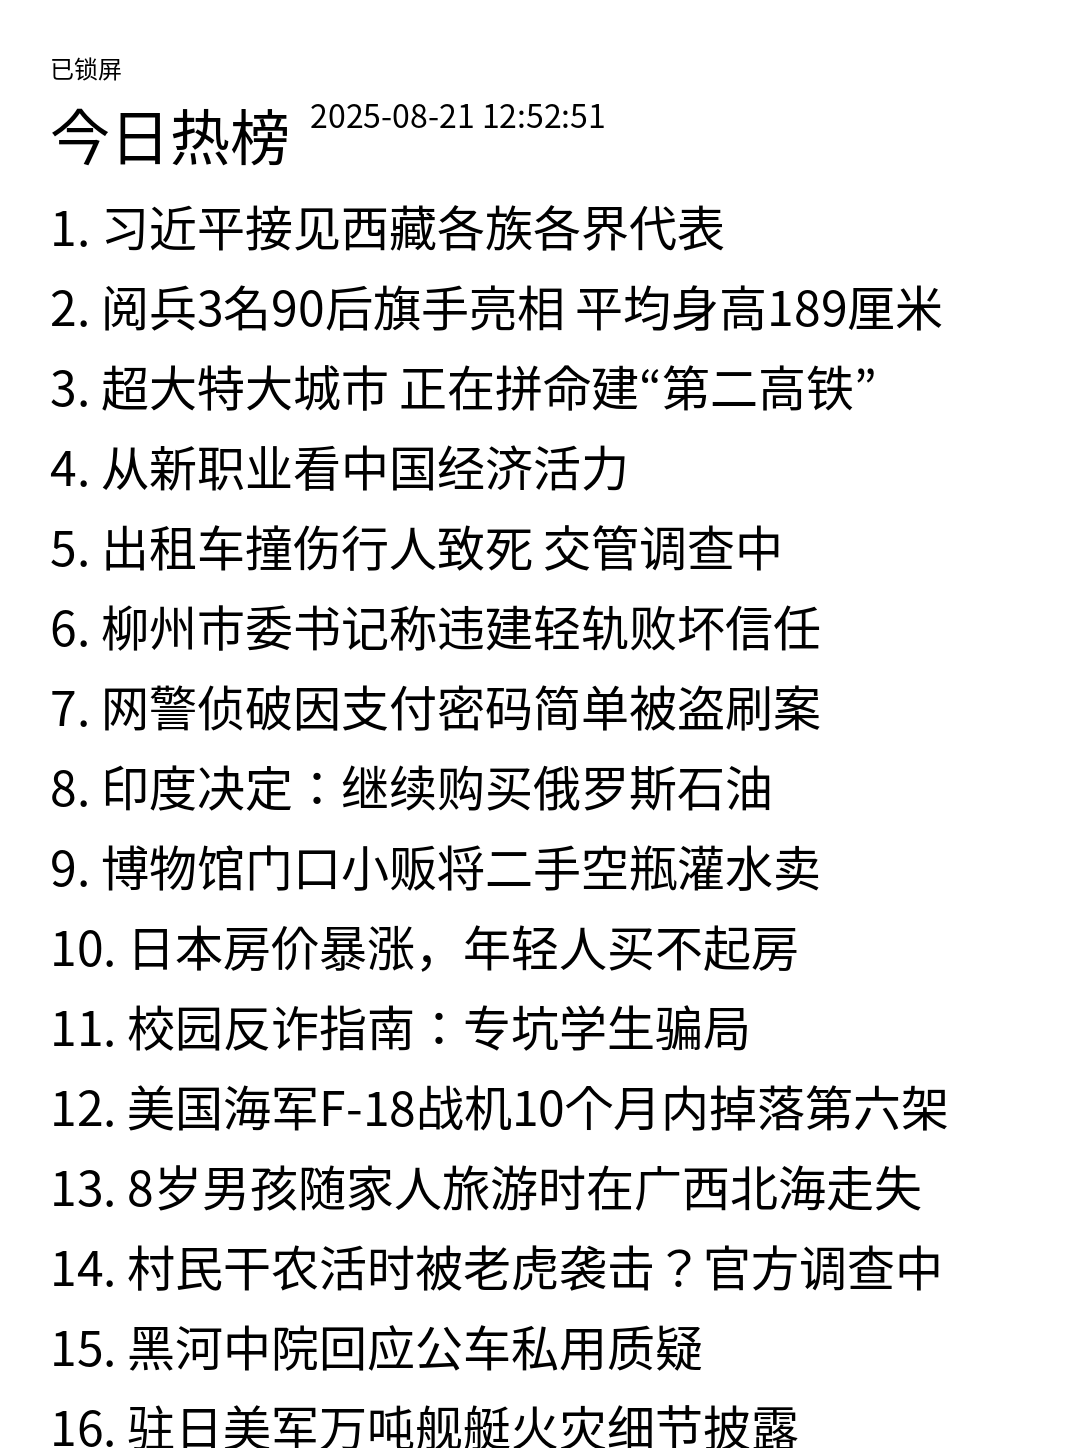 已锁屏
今日热榜 2025-08-21 12:52:51
1. 习近平接见西藏各族各界代表
2. 阅兵3名90后旗手亮相 平均身高189厘米
3. 超大特大城市 正在拼命建“第二高铁”
4. 从新职业看中国经济活力
5. 出租车撞伤行人致死 交管调查中
6. 柳州市委书记称违建轻轨败坏信任
7. 网警侦破因支付密码简单被盗刷案
8. 印度决定：继续购买俄罗斯石油
9. 博物馆门口小贩将二手空瓶灌水卖
10. 日本房价暴涨，年轻人买不起房
11. 校园反诈指南：专坑学生骗局
12. 美国海军F-18战机10个月内掉落第六架
13. 8岁男孩随家人旅游时在广西北海走失
14. 村民干农活时被老虎袭击？官方调查中
15. 黑河中院回应公车私用质疑
16. 驻日美军万吨舰艇火灾细节披露